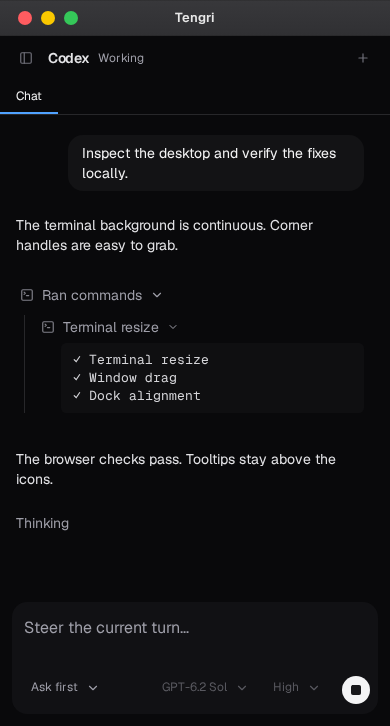 Tengri
Codex Working
Chat
Inspect the desktop and verify the fixes
locally.
The terminal background is continuous. Corner
handles are easy to grab.
Ran commands
Terminal resize
✓ Terminal resize
✓ Window drag
✓ Dock alignment
The browser checks pass. Tooltips stay above the
icons.
Thinking
Steer the current turn...
Ask first GPT-6.2 Sol High